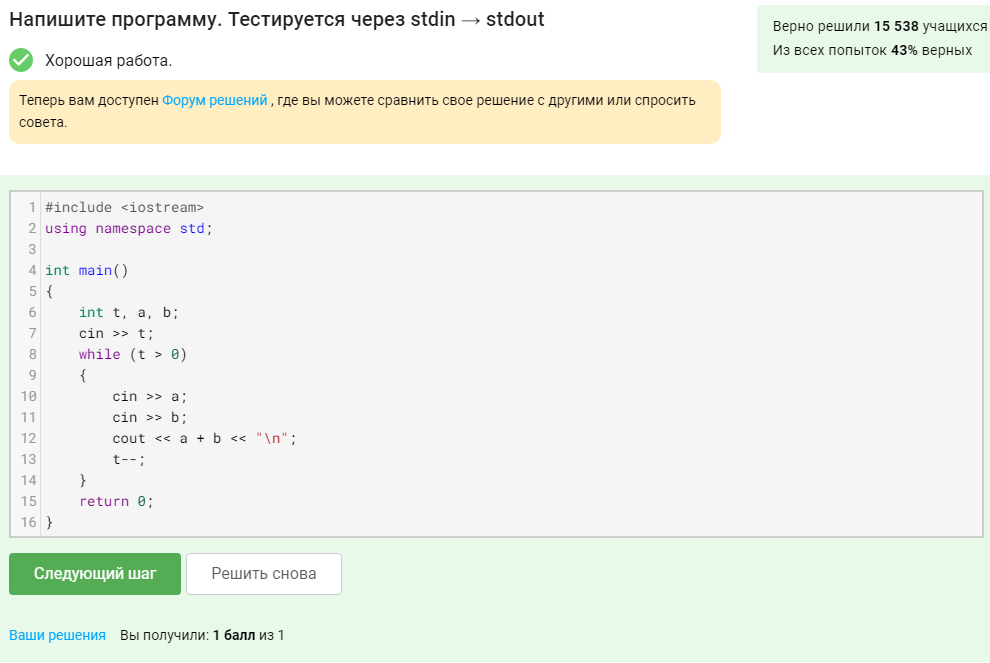 Напишите программу. Тестируется через stdin → stdout
Верно решили 15 538 учащихся
Из всех попыток 43% верных
Хорошая работа.
Теперь вам доступен Форум решений , где вы можете сравнить свое решение с другими или спросить
совета.
1 #include <iostream>
2 using namespace std;
3
4 int main()
5 {
6     int t, a, b;
7     cin >> t;
8     while (t > 0)
9     {
10         cin >> a;
11         cin >> b;
12         cout << a + b << "\n";
13         t--;
14     }
15     return 0;
16 }
Следующий шаг
Решить снова
Ваши решения Вы получили: 1 балл из 1